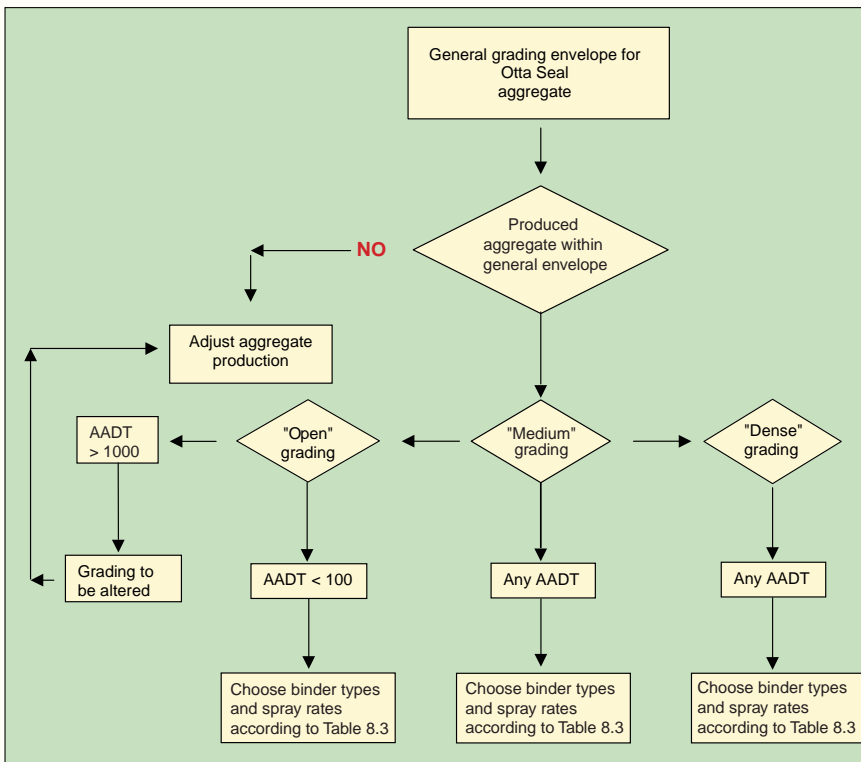 General grading envelope for
Otta Seal
aggregate
Produced
aggregate within
general envelope
NO
Adjust aggregate
production
AADT
> 1000
"Open"
grading
"Medium"
grading
"Dense"
grading
Grading to
be altered
AADT < 100
Any AADT
Any AADT
Choose binder types
and spray rates
according to Table 8.3
Choose binder types
and spray rates
according to Table 8.3
Choose binder types
and spray rates
according to Table 8.3